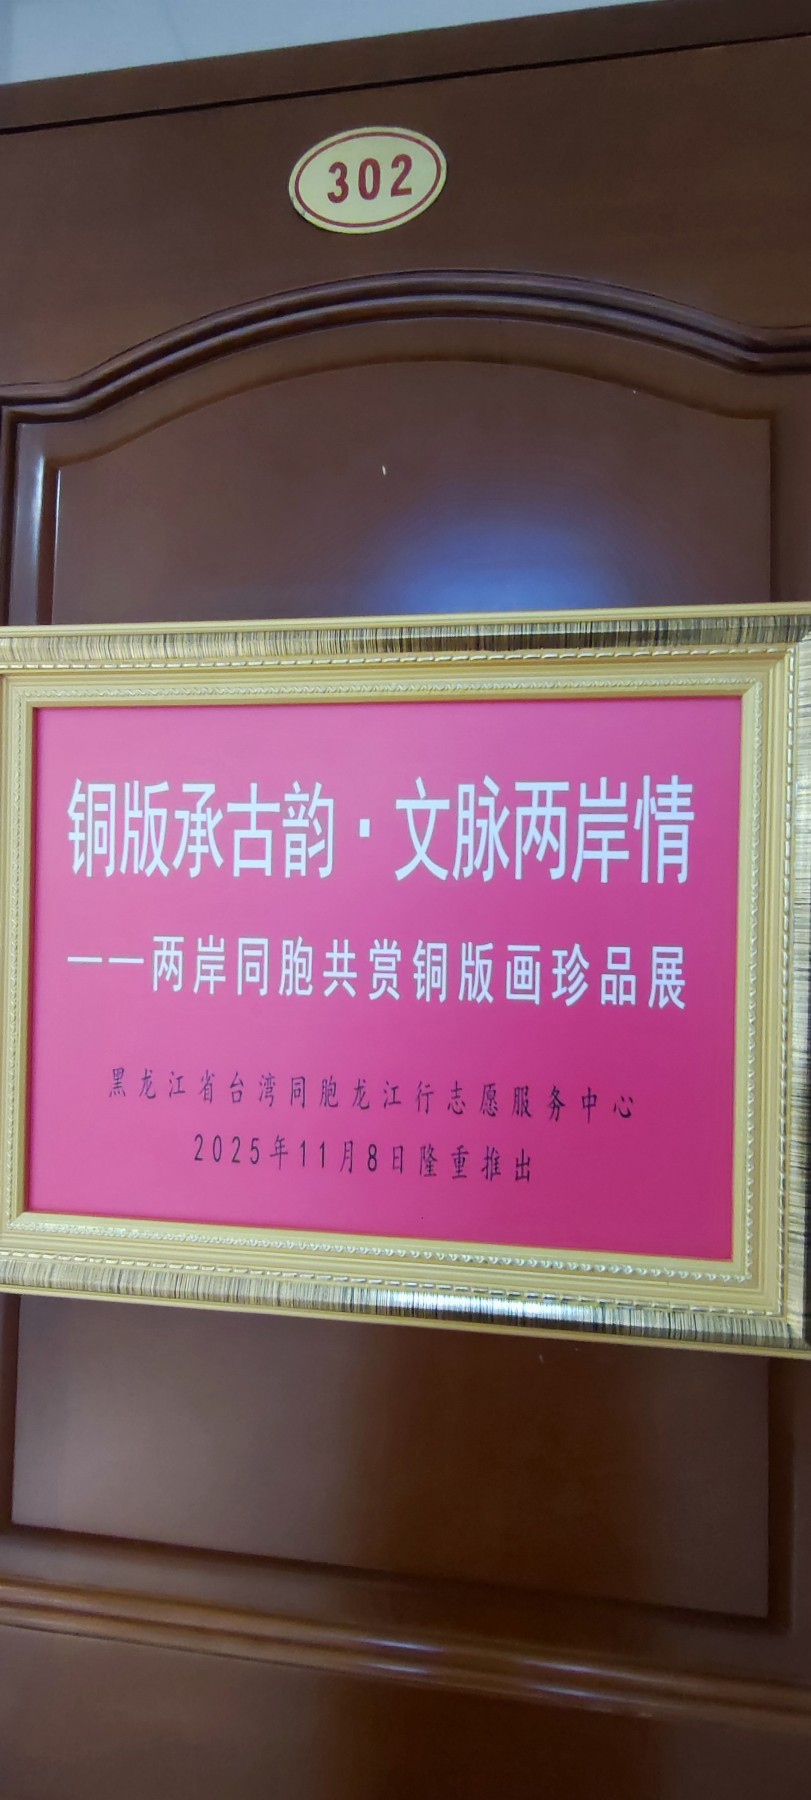 302
铜版承古韵·文脉两岸情
——两岸同胞共赏铜版画珍品展
黑龙江省台湾同胞龙江行志愿服务中心
2025年11月8日隆重推出